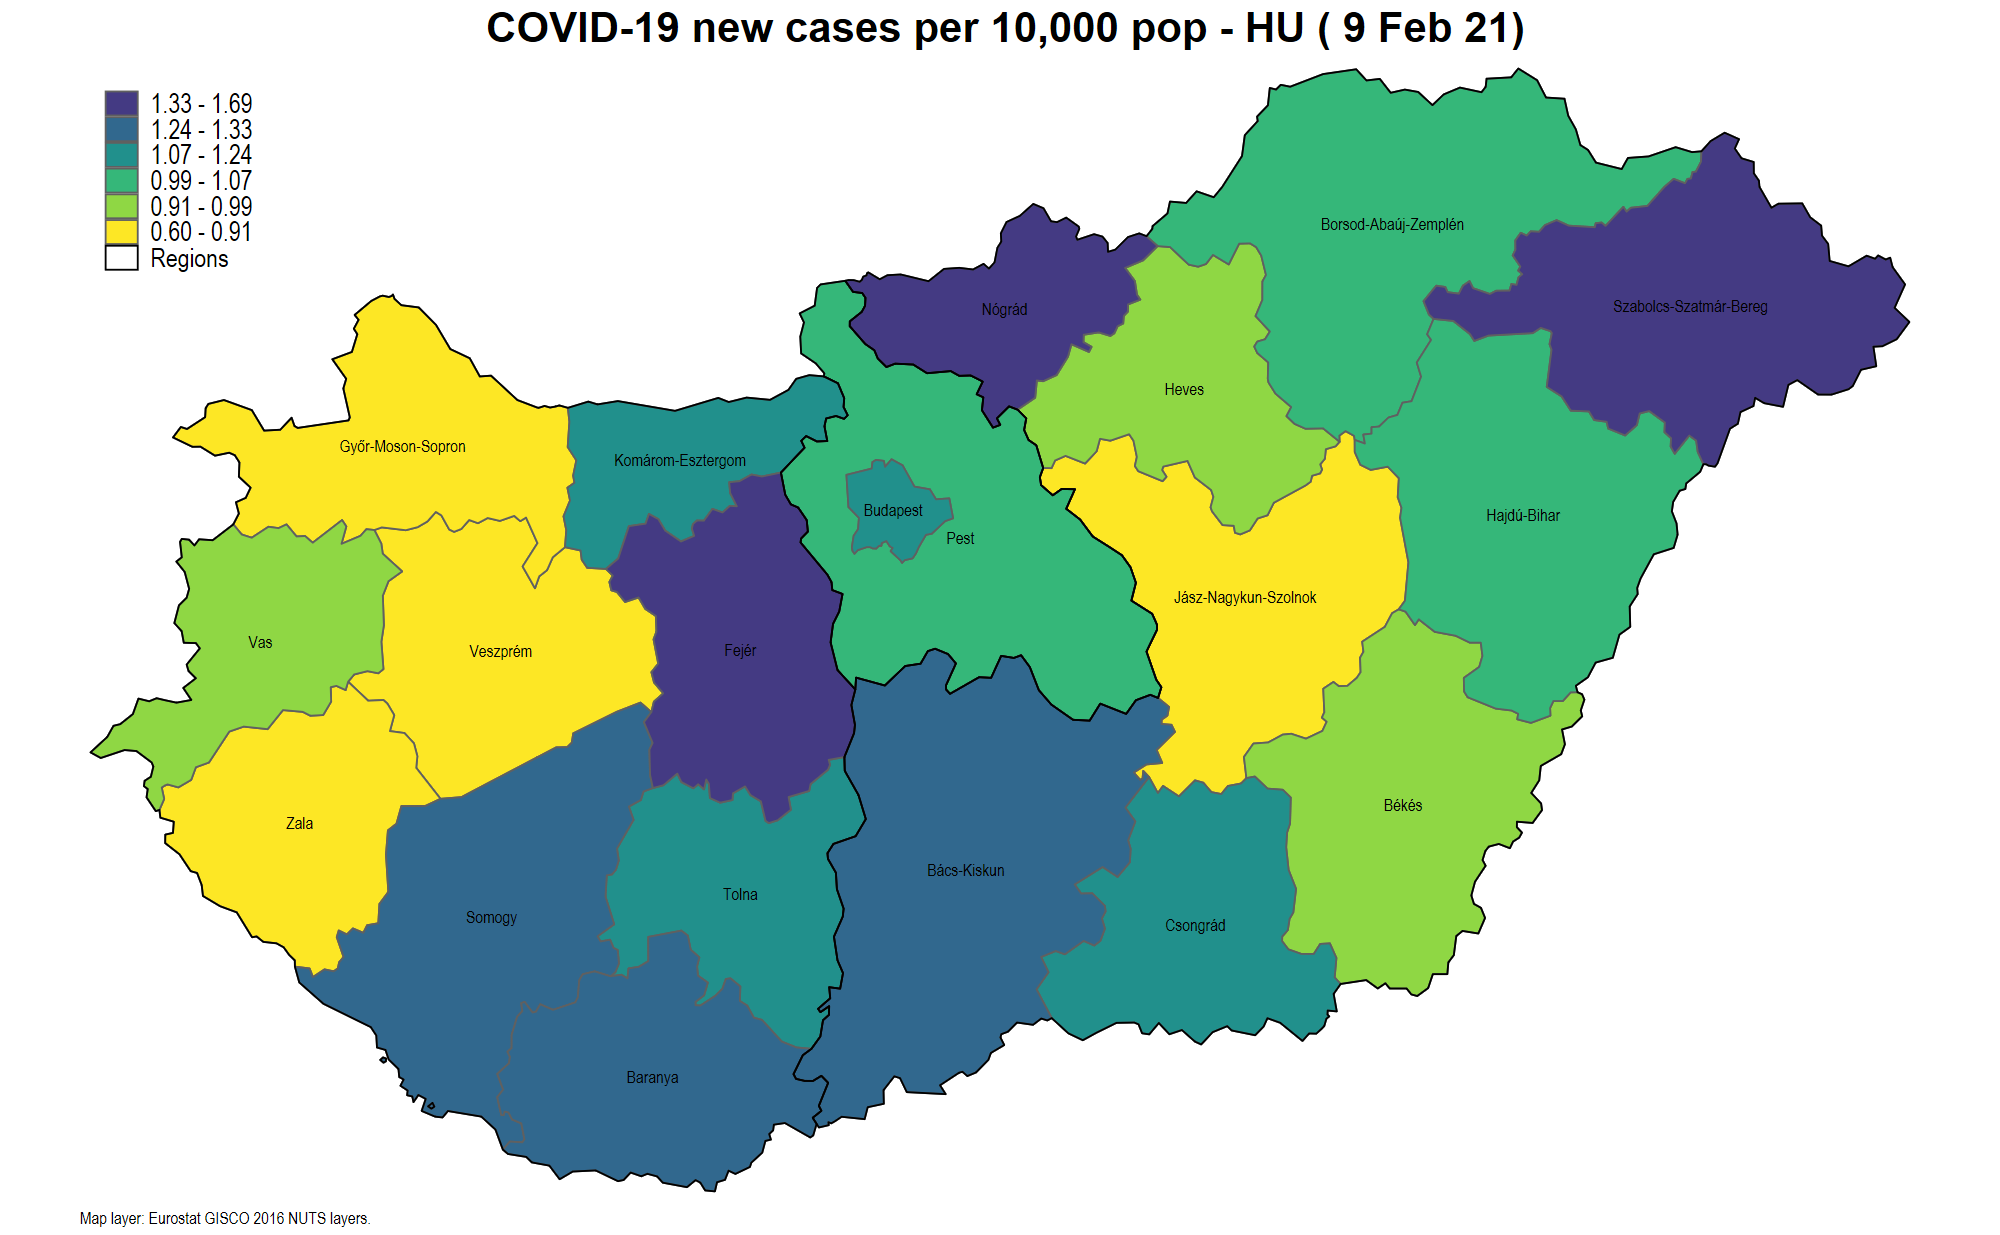 COVID-19 new cases per 10,000 pop - HU ( 9 Feb 21)
1.33 - 1.69
1.24 - 1.33
1.07 - 1.24
0.99 - 1.07
0.91 - 0.99
0.60 - 0.91
Regions
Borsod-Abaúj-Zemplén
Nógrád
Szabolcs-Szatmár-Bereg
Heves
Győr-Moson-Sopron
Komárom-Esztergom
Budapest
Hajdú-Bihar
Pest
Jász-Nagykun-Szolnok
Vas
Veszprém
Fejér
Békés
Zala
Bács-Kiskun
Tolna
Somogy
Csongrád
Baranya
Map layer: Eurostat GISCO 2016 NUTS layers.